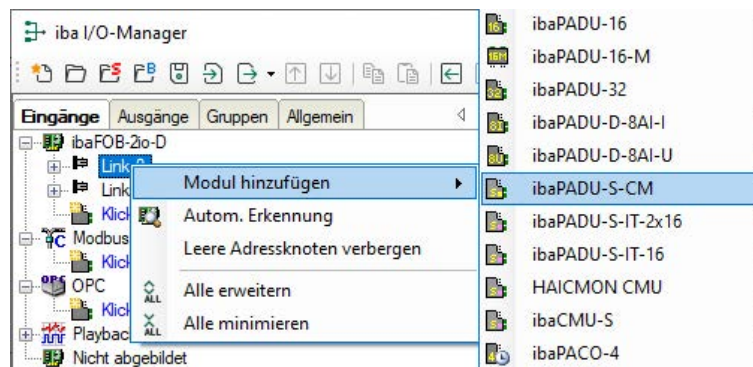 iba I/O-Manager
Eingänge Ausgänge Gruppen Allgemein
ibaFOB-2io-D
Link
Link
Klick
Modbus
Klick
OPC
Klick
Playback
Nicht abgebildet
Modul hinzufügen
Autom. Erkennung
Leere Adressknoten verbergen
ALL Alle erweitern
ALL Alle minimieren
ibaPADU-16
ibaPADU-16-M
ibaPADU-32
ibaPADU-D-8AI-I
ibaPADU-D-8AI-U
ibaPADU-S-CM
ibaPADU-S-IT-2x16
ibaPADU-S-IT-16
HAICMON CMU
ibaCMU-S
ibaPACO-4